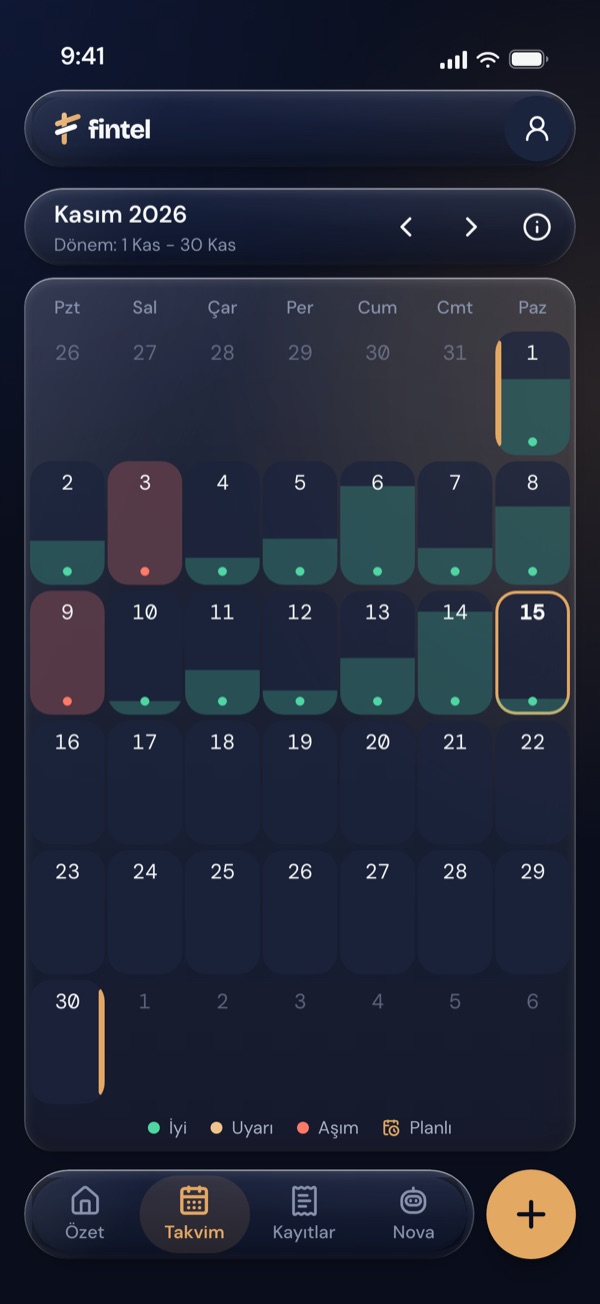 9:41
fintel
Kasım 2026
Dönem: 1 Kas – 30 Kas
Pzt Sal Çar Per Cum Cmt Paz
26 27 28 29 30 31 1
2 3 4 5 6 7 8
9 10 11 12 13 14 15
16 17 18 19 20 21 22
23 24 25 26 27 28 29
30 1 2 3 4 5 6
İyi Uyarı Aşım Planlı
Özet Takvim Kayıtlar Nova